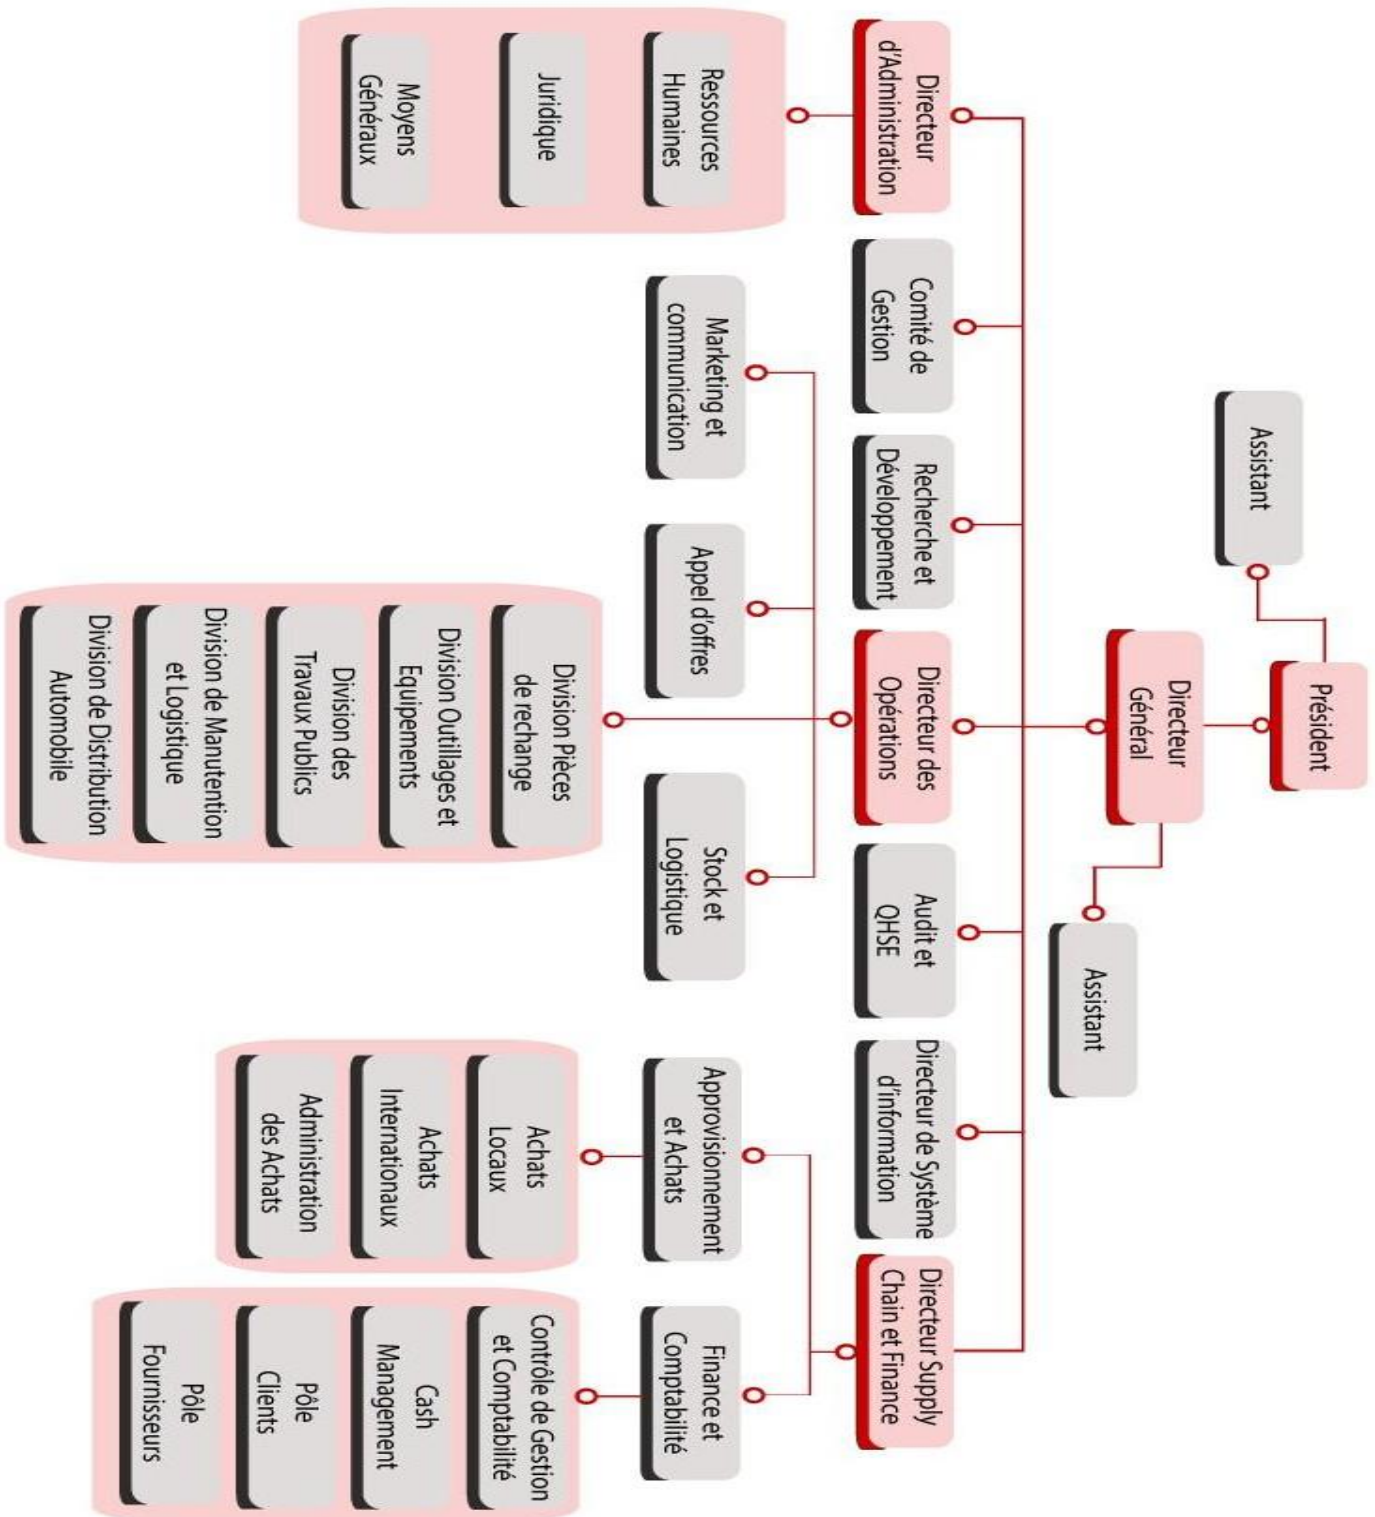 Président
Assistant
Directeur
Général
Assistant
Directeur
d'Administration
Comité de
Gestion
Recherche et
Développement
Directeur des
Opérations
Audit et
QHSE
Directeur de Système
d'information
Directeur Supply
Chain et Finance
Ressources
Humaines
Juridique
Moyens
Généraux
Marketing et
communication
Appel d'offres
Stock et
Logistique
Division Pièces
de rechange
Division Outillages et
Equipements
Division des
Travaux Publics
Division de Manutention
et Logistique
Division de Distribution
Automobile
Approvisionnement
et Achats
Finance et
Comptabilité
Achats
Locaux
Achats
Internationaux
Administration
des Achats
Contrôle de Gestion
et Comptabilité
Cash
Management
Pôle
Clients
Pôle
Fournisseurs